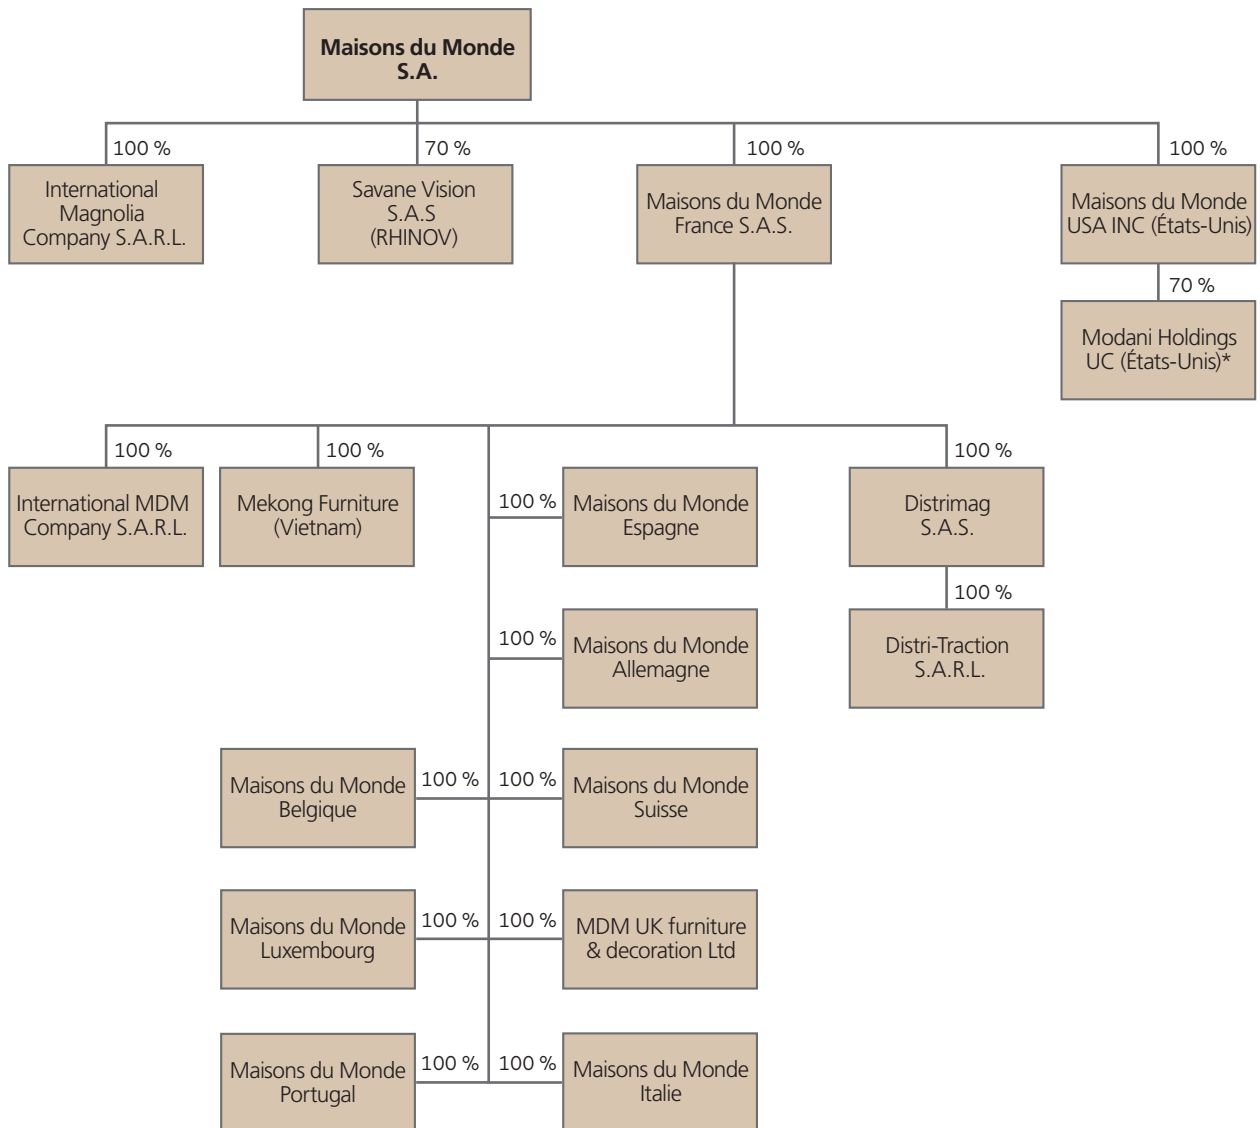 Maisons du Monde
S.A.
100 %
70 %
100 %
100 %
International
Magnolia
Company S.A.R.L.
Savane Vision
S.A.S
(RHINOV)
Maisons du Monde
France S.A.S.
Maisons du Monde
USA INC (États-Unis)
70 %
Modani Holdings
UC (États-Unis)*
100 %
100 %
100 %
International MDM
Company S.A.R.L.
Mekong Furniture
(Vietnam)
100 %
Maisons du Monde
Espagne
Distrimag
S.A.S.
100 %
100 %
Maisons du Monde
Allemagne
Distri-Traction
S.A.R.L.
Maisons du Monde
Belgique
100 %
100 %
Maisons du Monde
Suisse
Maisons du Monde
Luxembourg
100 %
100 %
MDM UK furniture
& decoration Ltd
Maisons du Monde
Portugal
100 %
100 %
Maisons du Monde
Italie